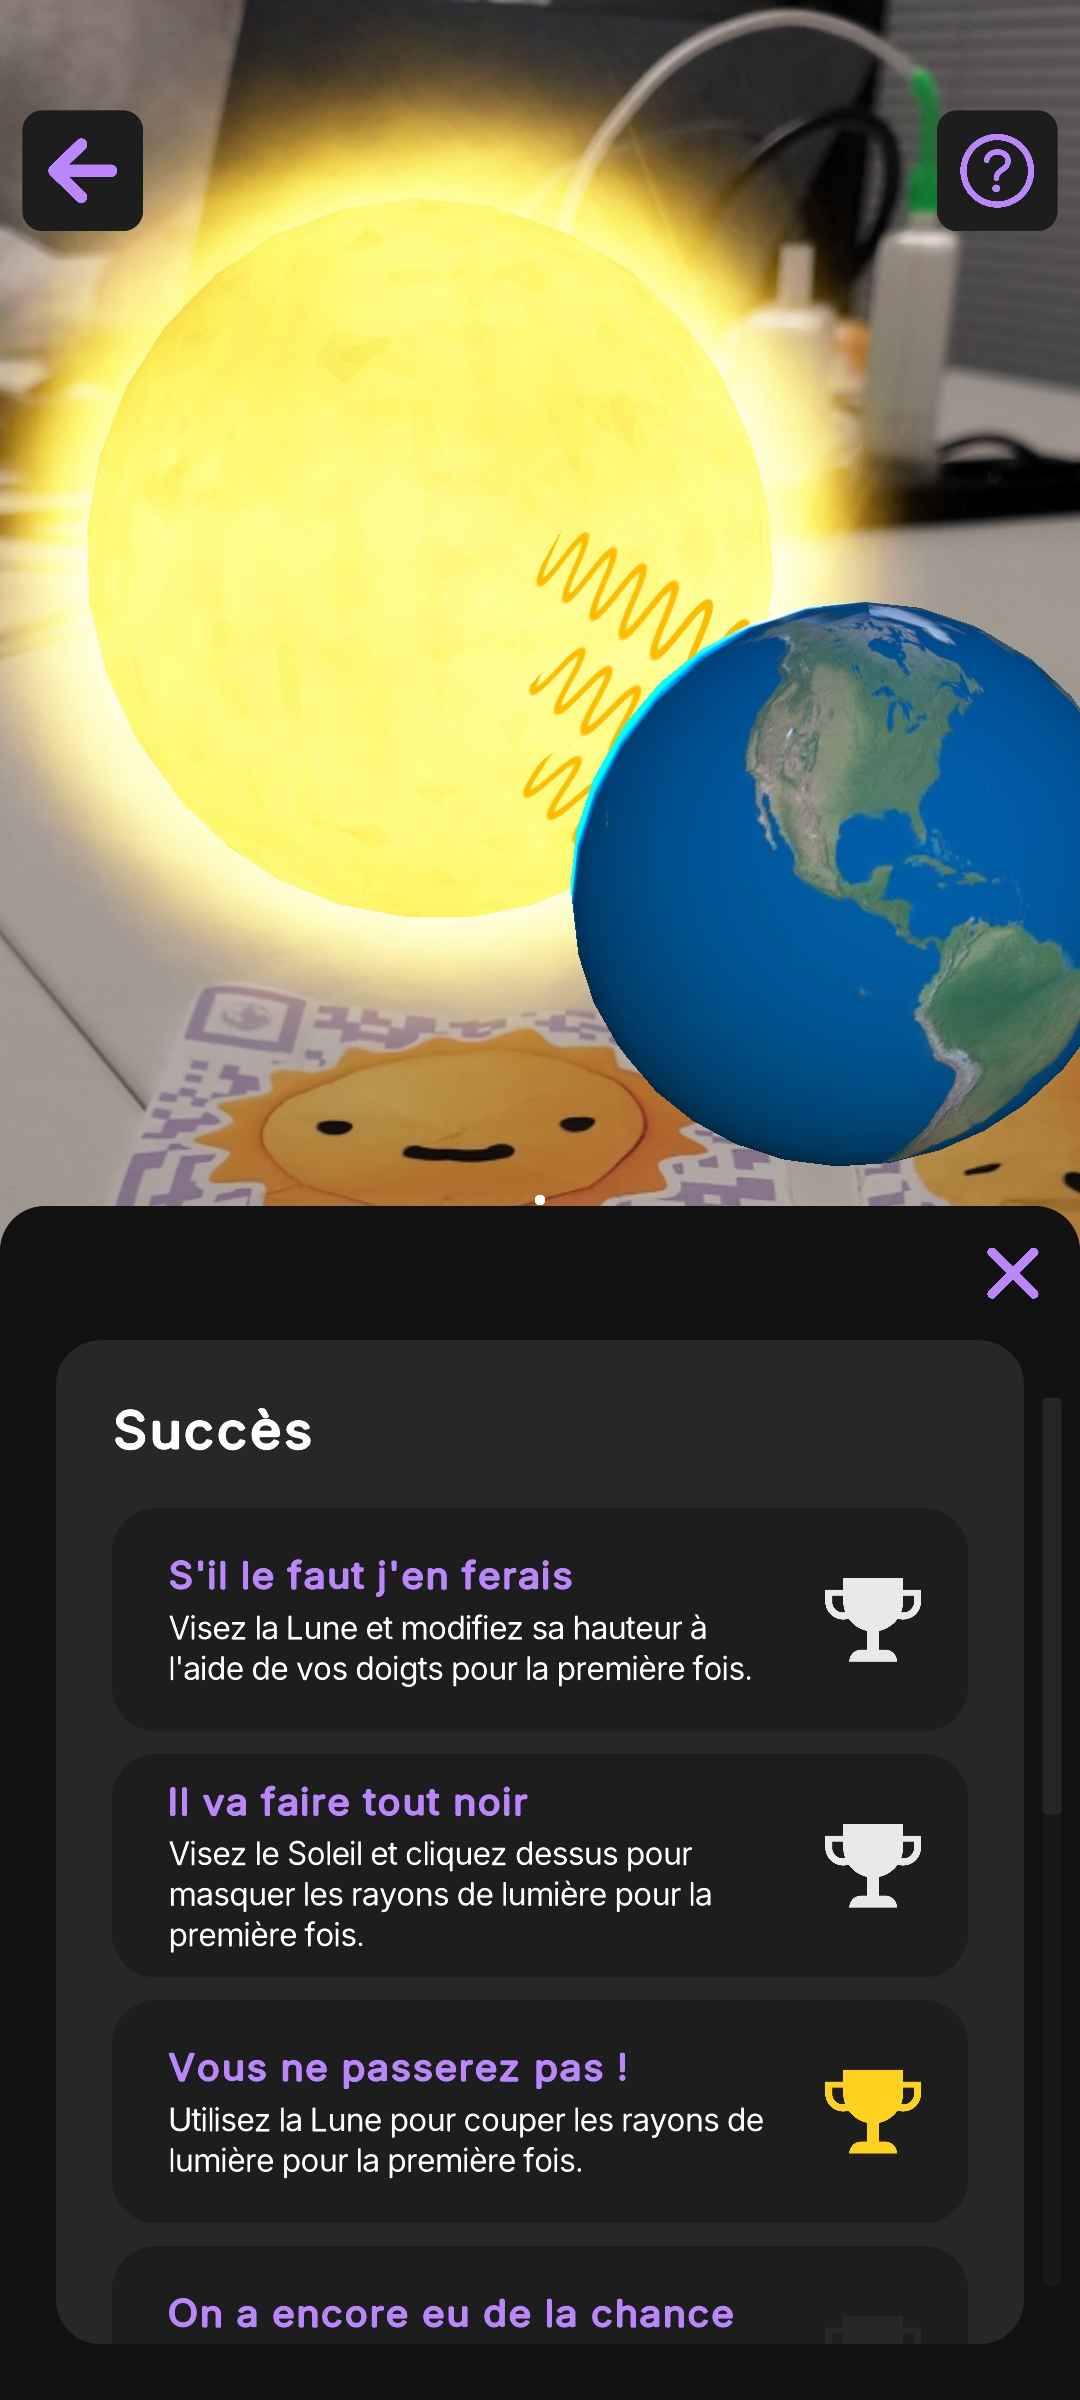 Succès
S'il le faut j'en ferais
Visez la Lune et modifiez sa hauteur à
l'aide de vos doigts pour la première fois.
Il va faire tout noir
Visez le Soleil et cliquez dessus pour
masquer les rayons de lumière pour la
première fois.
Vous ne passerez pas !
Utilisez la Lune pour couper les rayons de
lumière pour la première fois.
On a encore eu de la chance